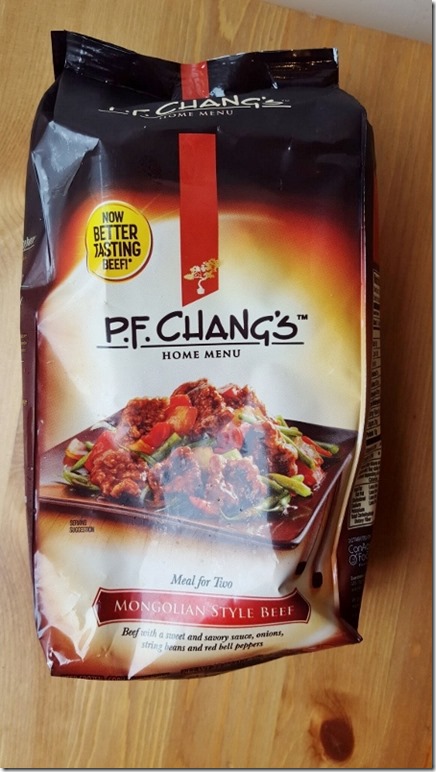 P.F. CHANG'S™
HOME MENU
NOW
BETTER
TASTING
BEEF!*
P.F. CHANG'S™
HOME MENU
SERVING
SUGGESTION
Meal for Two
MONGOLIAN STYLE BEEF
Beef with a sweet and savory sauce, onions,
string beans and red bell peppers